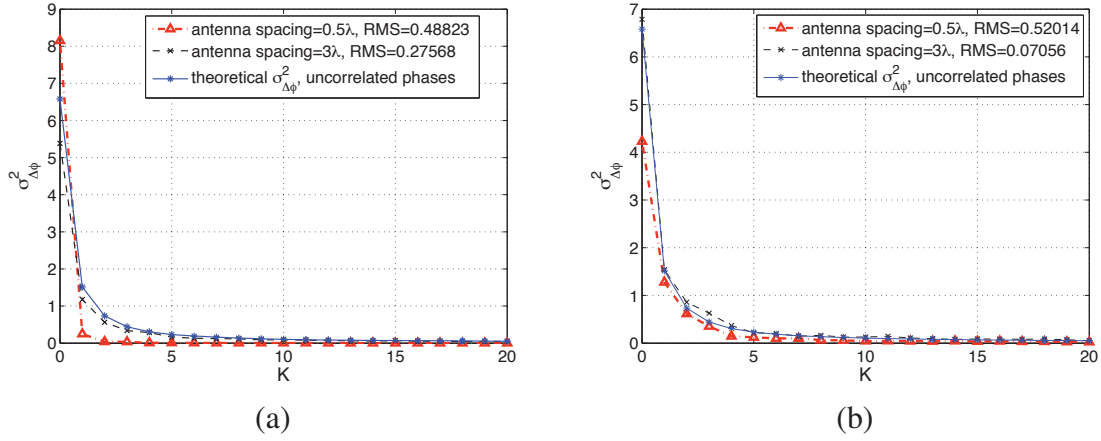 antenna spacing=0.5λ, RMS=0.48823
antenna spacing=3λ, RMS=0.27568
theoretical σ²Δϕ, uncorrelated phases
9
8
7
6
5
4
3
2
1
0
σ²Δϕ
0 5 10 15 20
K
(a)
antenna spacing=0.5λ, RMS=0.52014
antenna spacing=3λ, RMS=0.07056
theoretical σ²Δϕ, uncorrelated phases
7
6
5
4
3
2
1
0
σ²Δϕ
0 5 10 15 20
K
(b)